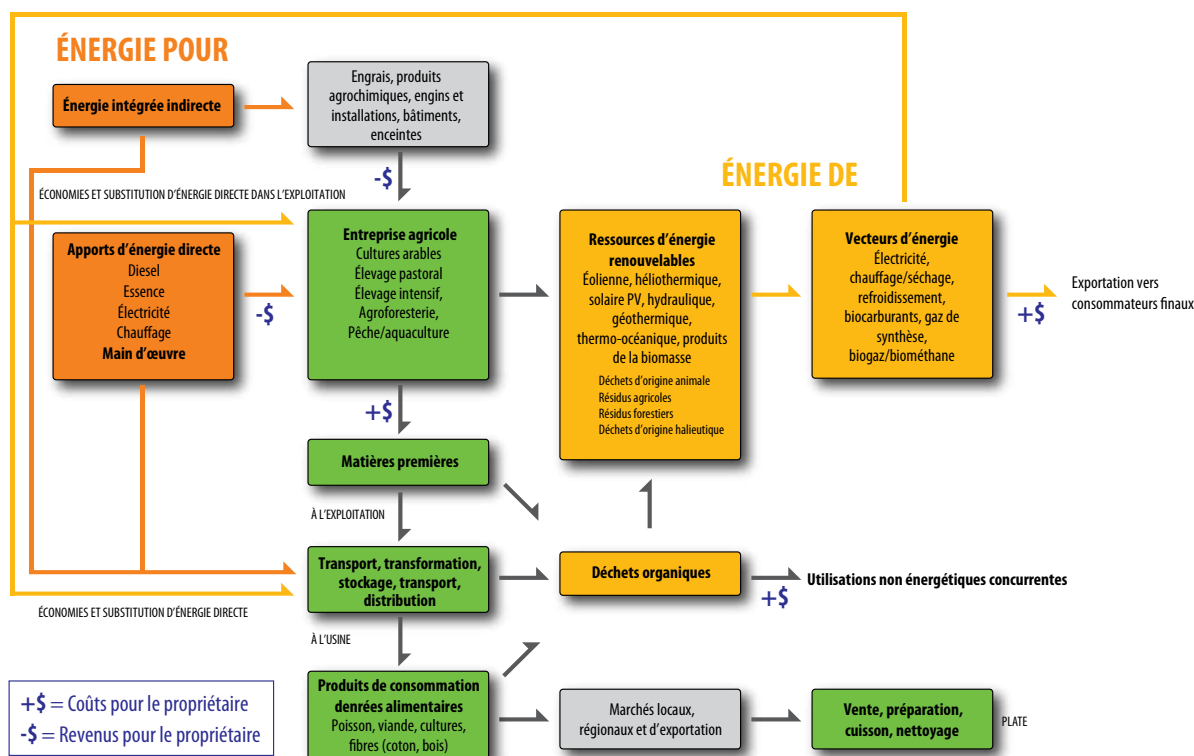 ÉNERGIE POUR
Énergie intégrée indirecte
Engrais, produits
agrochimiques, engins et
installations, bâtiments,
enceintes
-$
ÉNERGIE DE
ÉCONOMIES ET SUBSTITUTION D'ÉNERGIE DIRECTE DANS L'EXPLOITATION
Apports d'énergie directe
Diesel
Essence
Électricité
Chauffage
Main d'œuvre
-$
Entreprise agricole
Cultures arables
Élevage pastoral
Élevage intensif,
Agroforesterie,
Pêche/aquaculture
Ressources d'énergie
renouvelables
Éolienne, héliothermique,
solaire PV, hydraulique,
géothermique,
thermo-océanique, produits
de la biomasse
Déchets d'origine animale
Résidus agricoles
Résidus forestiers
Déchets d'origine halieutique
Vecteurs d'énergie
Électricité,
chauffage/séchage,
refroidissement,
biocarburants, gaz de
synthèse,
biogaz/biométhane
+$
Exportation vers
consommateurs finaux
+$
Matières premières
À L'EXPLOITATION
Transport, transformation,
stockage, transport,
distribution
Déchets organiques
+$
Utilisations non énergétiques concurrentes
ÉCONOMIES ET SUBSTITUTION D'ÉNERGIE DIRECTE
À L'USINE
Produits de consommation
denrées alimentaires
Poisson, viande, cultures,
fibres (coton, bois)
Marchés locaux,
régionaux et d'exportation
Vente, préparation,
cuisson, nettoyage
PLATE
+$ = Coûts pour le propriétaire
-$ = Revenus pour le propriétaire